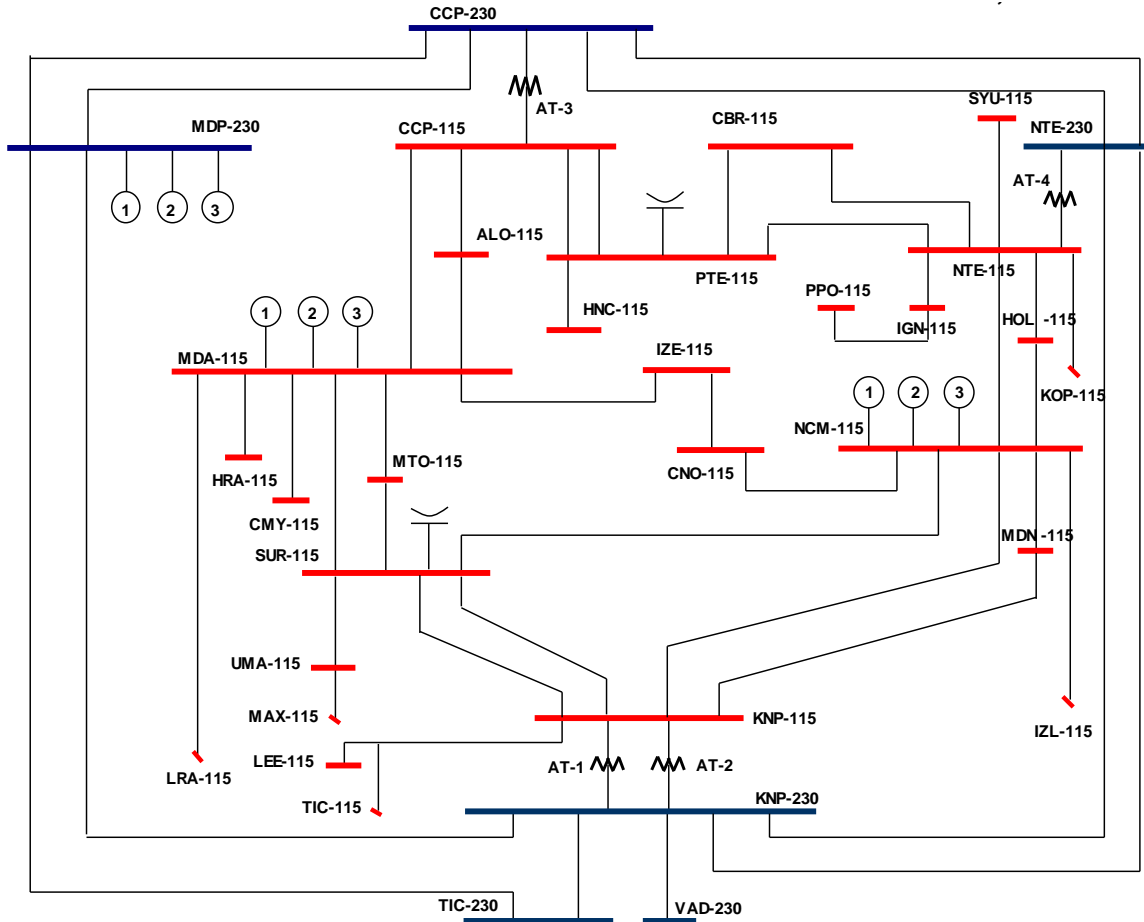 CCP-230
AT-3
SYU-115
CBR-115
MDP-230
CCP-115
NTE-230
AT-4
1 2 3
ALO-115
PTE-115
NTE-115
PPO-115
HNC-115
IGN-115
HOL -115
1 2 3
MDA-115
IZE-115
KOP-115
1 2 3
NCM-115
MTO-115
HRA-115
CNO-115
CMY-115
SUR-115
MDN -115
UMA-115
MAX-115
KNP-115
IZL-115
LEE-115
LRA-115
AT-1
AT-2
TIC-115
KNP-230
TIC-230
VAD-230